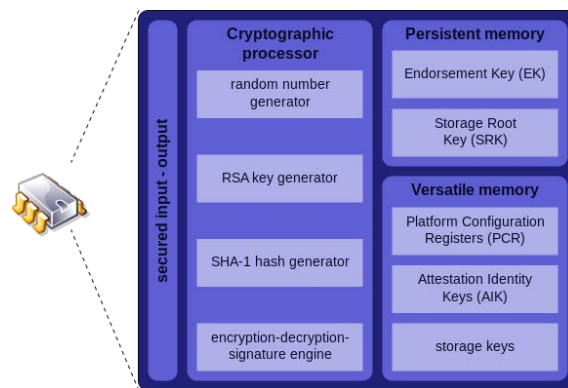 secured input - output
Cryptographic
processor
random number
generator
RSA key generator
SHA-1 hash generator
encryption-decryption-
signature engine
Persistent memory
Endorsement Key (EK)
Storage Root
Key (SRK)
Versatile memory
Platform Configuration
Registers (PCR)
Attestation Identity
Keys (AIK)
storage keys